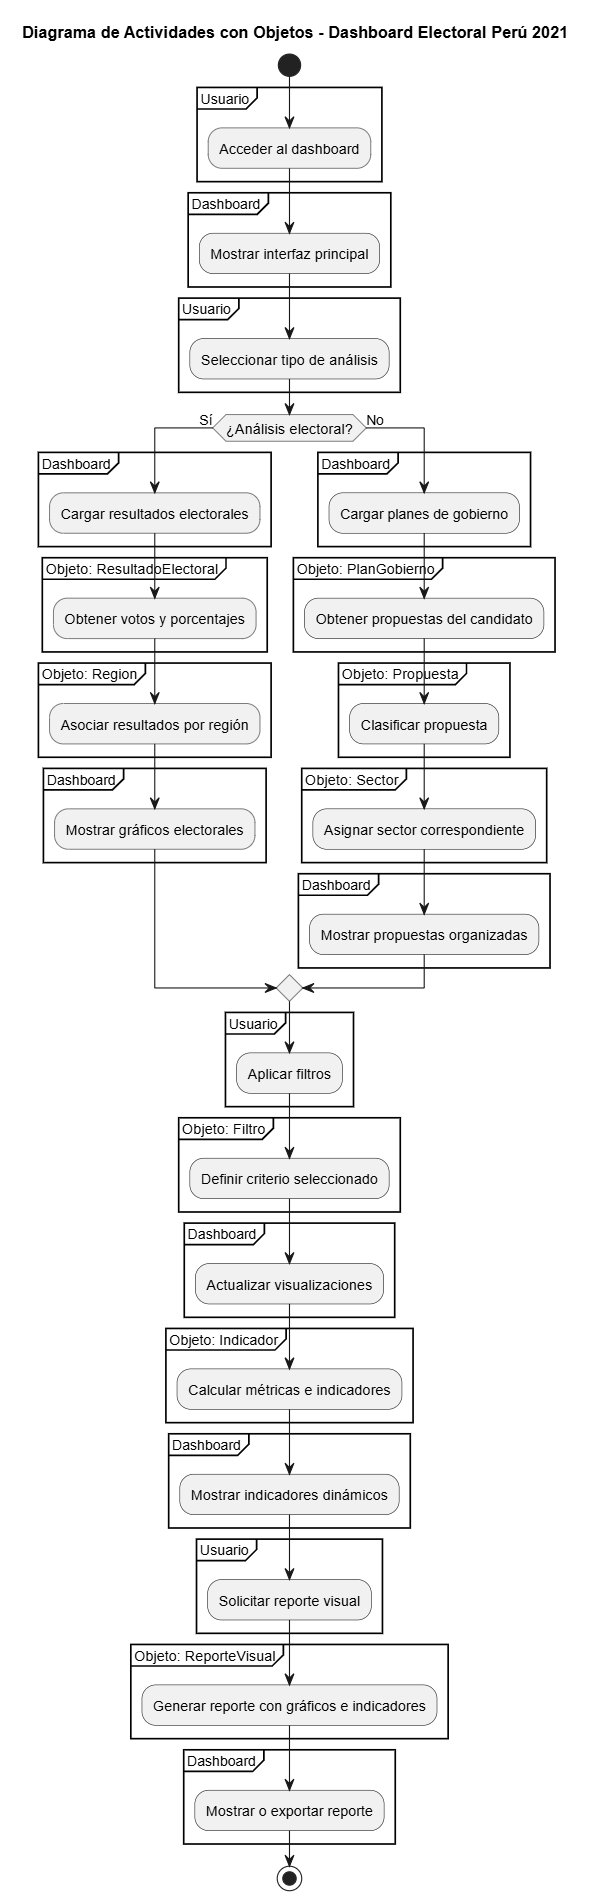 Diagrama de Actividades con Objetos - Dashboard Electoral Perú 2021
Usuario
Acceder al dashboard
Dashboard
Mostrar interfaz principal
Usuario
Seleccionar tipo de análisis
Sí
¿Análisis electoral?
No
Dashboard
Cargar resultados electorales
Objeto: ResultadoElectoral
Obtener votos y porcentajes
Objeto: Region
Asociar resultados por región
Dashboard
Mostrar gráficos electorales
Dashboard
Cargar planes de gobierno
Objeto: PlanGobierno
Obtener propuestas del candidato
Objeto: Propuesta
Clasificar propuesta
Objeto: Sector
Asignar sector correspondiente
Dashboard
Mostrar propuestas organizadas
Usuario
Aplicar filtros
Objeto: Filtro
Definir criterio seleccionado
Dashboard
Actualizar visualizaciones
Objeto: Indicador
Calcular métricas e indicadores
Dashboard
Mostrar indicadores dinámicos
Usuario
Solicitar reporte visual
Objeto: ReporteVisual
Generar reporte con gráficos e indicadores
Dashboard
Mostrar o exportar reporte